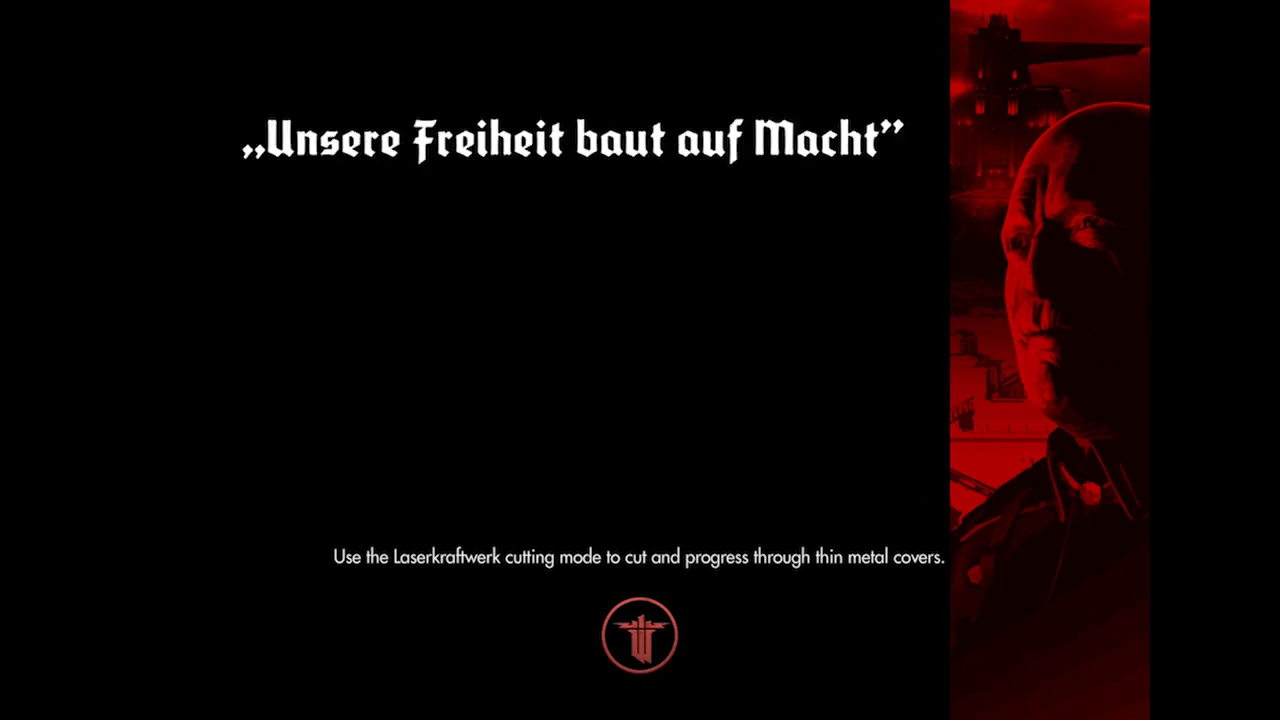 „Unsere Freiheit baut auf Macht”
Use the Laserkraftwerk cutting mode to cut and progress through thin metal covers.